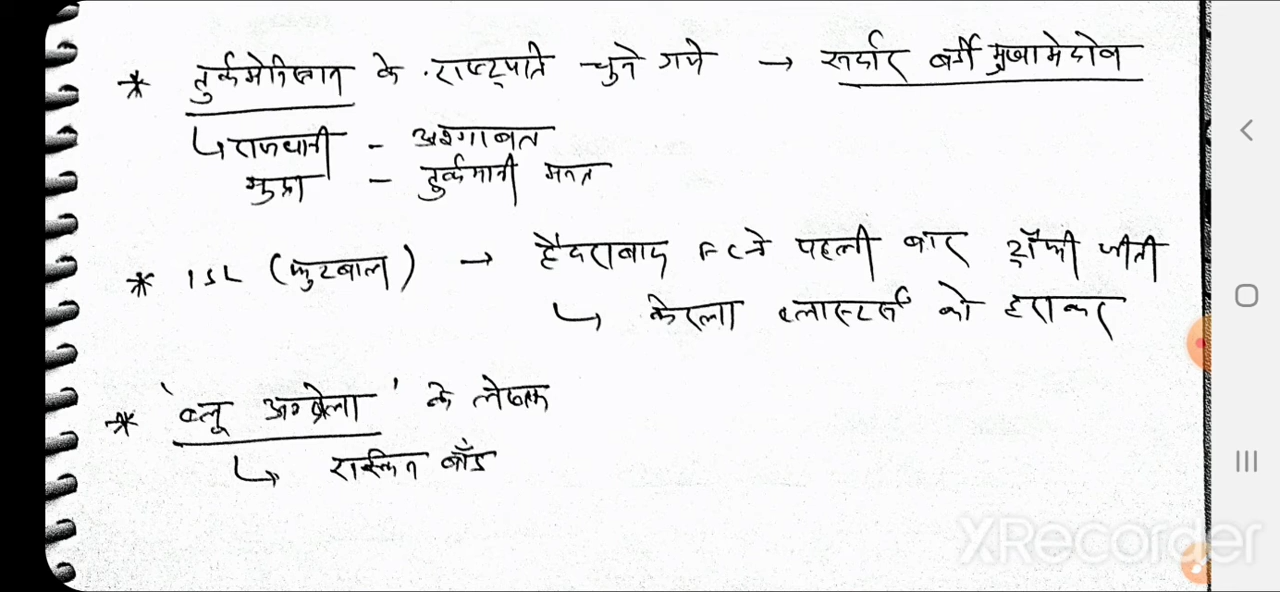 * तुर्कमेनिस्तान के राष्ट्रपति चुने गये → सर्दार बर्गी मुखामेदोव
↳ राजधानी - अश्गाबत
मुद्रा - तुर्कमानी मनत
* ISL (फुटबाल) → हैदराबाद FC ने पहली बार ट्रॉफी जीती
↳ केरला ब्लास्टर्स को हराकर
* 'ब्लू अम्ब्रेला' के लेखक
↳ रास्किन बॉंड
XRecorder